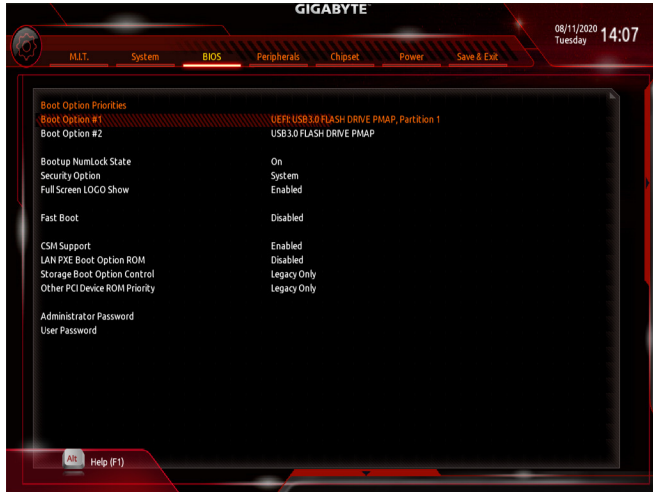 GIGABYTE™
08/11/2020 14:07
Tuesday
M.I.T. System BIOS Peripherals Chipset Power Save & Exit
Boot Option Priorities
Boot Option #1 UEFI: USB3.0 FLASH DRIVE PMAP, Partition 1
Boot Option #2 USB3.0 FLASH DRIVE PMAP
Bootup NumLock State On
Security Option System
Full Screen LOGO Show Enabled
Fast Boot Disabled
CSM Support Enabled
LAN PXE Boot Option ROM Disabled
Storage Boot Option Control Legacy Only
Other PCI Device ROM Priority Legacy Only
Administrator Password
User Password
Alt Help (F1)